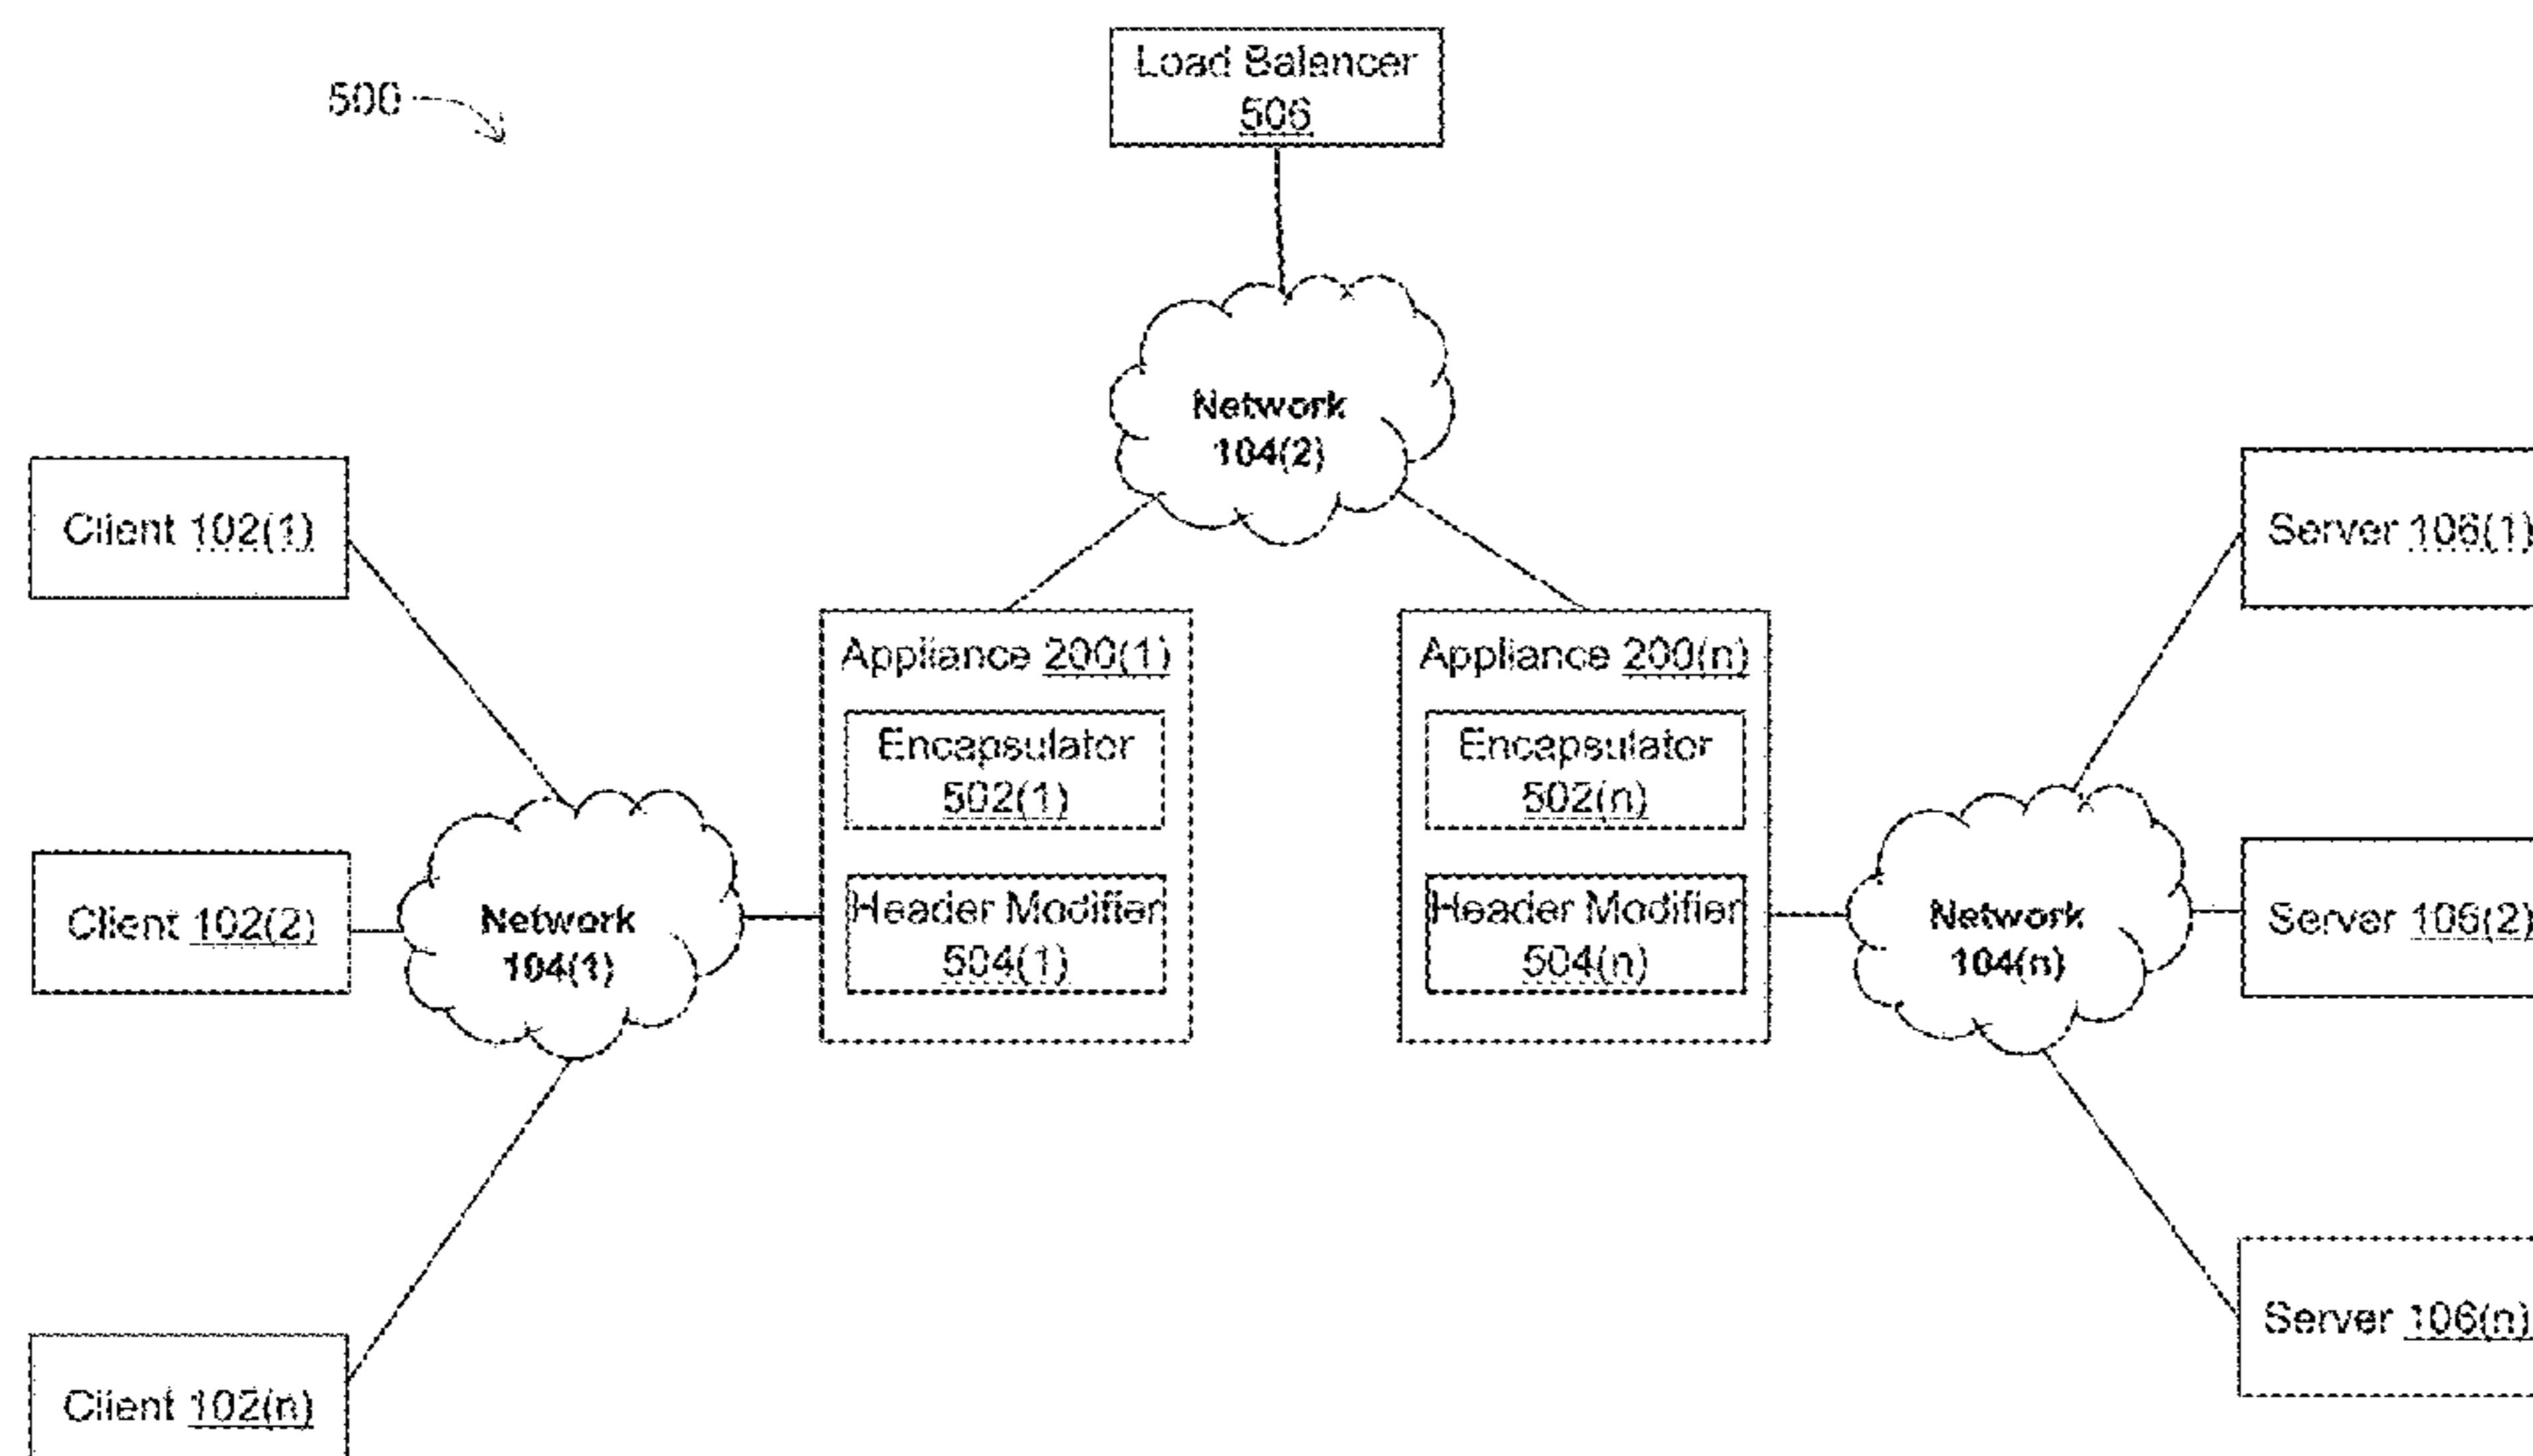 Load Balancer
506
500
Network
104(2)
Client 102(1)
Server 106(1)
Appliance 200(1)
Appliance 200(n)
Encapsulator
502(1)
Encapsulator
502(n)
Client 102(2)
Network
104(1)
Header Modifier
504(1)
Header Modifier
504(n)
Network
104(n)
Server 106(2)
Server 106(n)
Client 102(n)